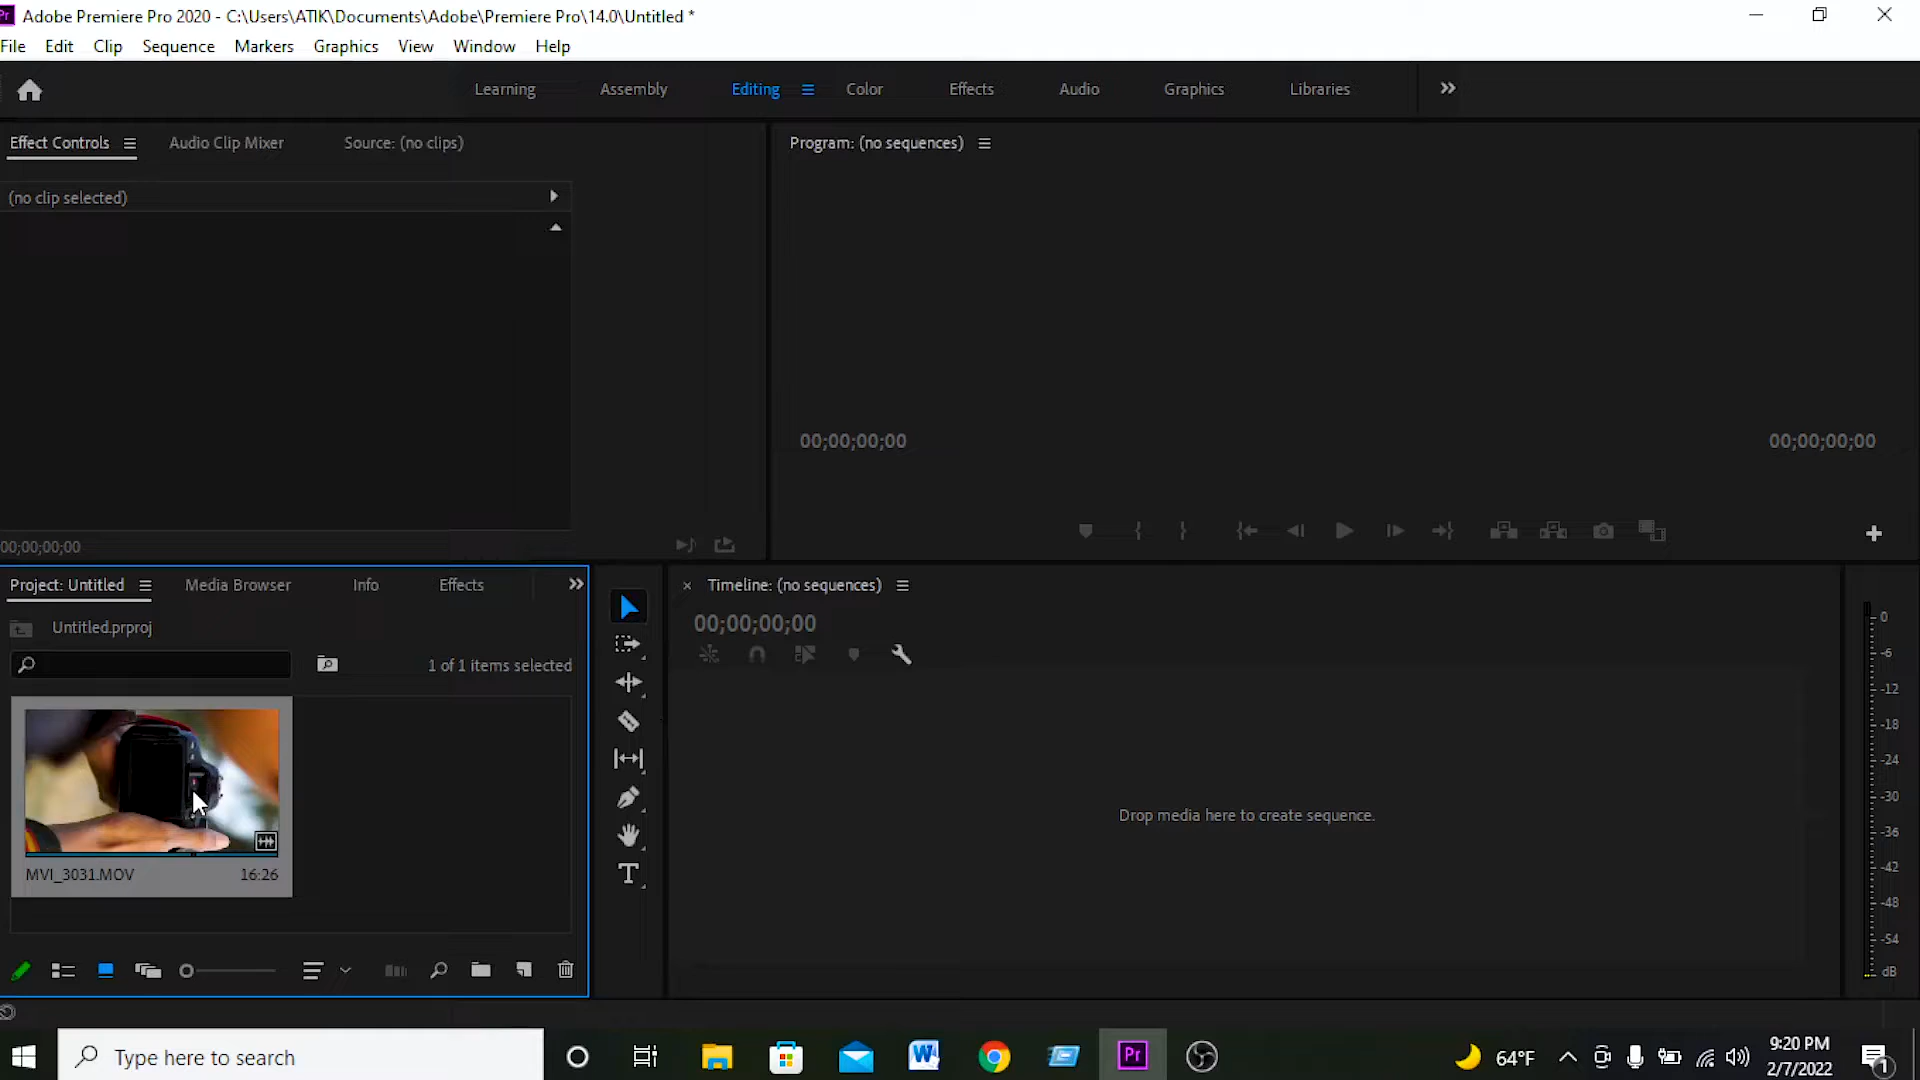 Pr Adobe Premiere Pro 2020 - C:\Users\ATIK\Documents\Adobe\Premiere Pro\14.0\Untitled *
File Edit Clip Sequence Markers Graphics View Window Help
Learning Assembly Editing Color Effects Audio Graphics Libraries
Effect Controls Audio Clip Mixer Source: (no clips)
Program: (no sequences)
(no clip selected)
00;00;00;00 00;00;00;00
00;00;00;00
Project: Untitled Media Browser Info Effects
Timeline: (no sequences)
Untitled.prproj
00;00;00;00
1 of 1 items selected
MVI_3031.MOV 16:26
Drop media here to create sequence.
0
-6
-12
-18
-24
-30
-36
-42
-48
-54
dB
Type here to search
W
Pr
64°F
9:20 PM
2/7/2022
1